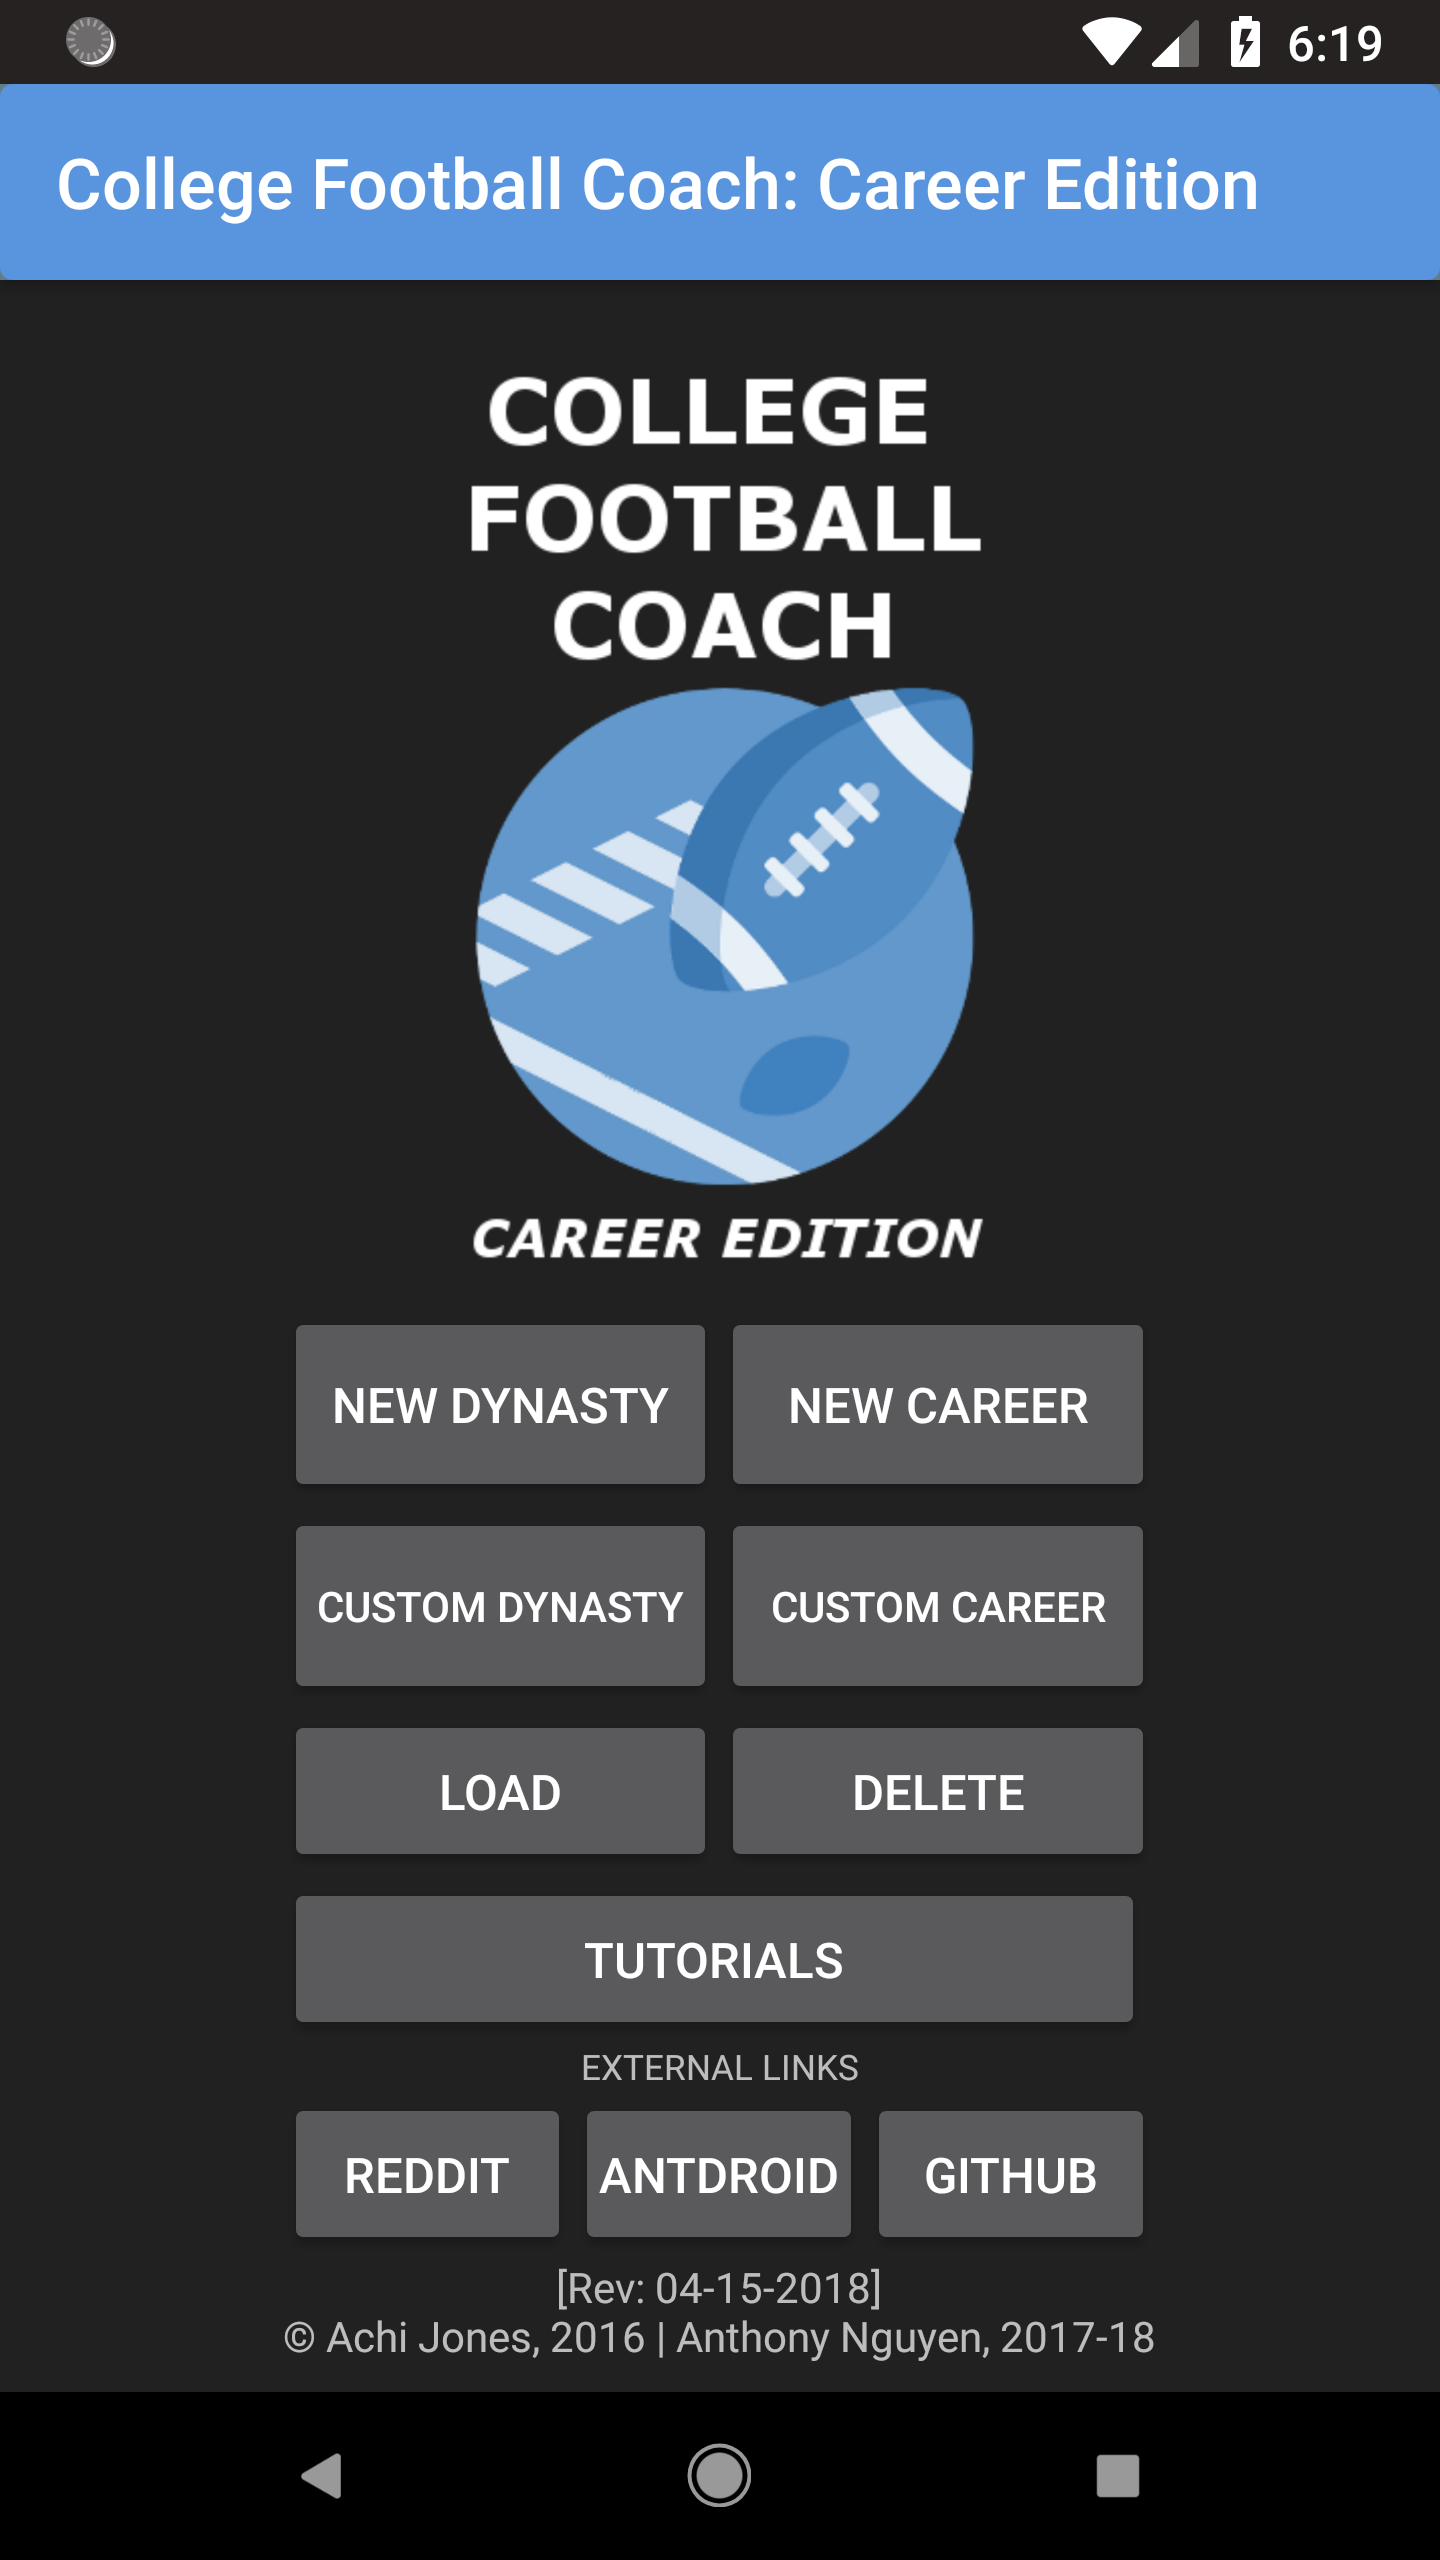 6:19
College Football Coach: Career Edition
COLLEGE
FOOTBALL
COACH
CAREER EDITION
NEW DYNASTY
NEW CAREER
CUSTOM DYNASTY
CUSTOM CAREER
LOAD
DELETE
TUTORIALS
EXTERNAL LINKS
REDDIT
ANTDROID
GITHUB
[Rev: 04-15-2018]
© Achi Jones, 2016 | Anthony Nguyen, 2017-18